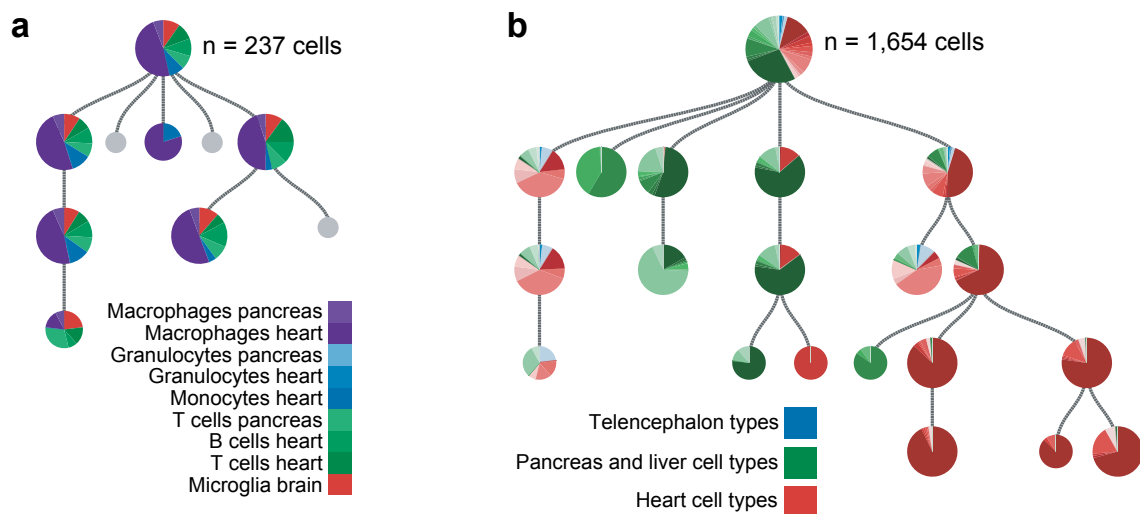 a
n = 237 cells
b
n = 1,654 cells
Macrophages pancreas
Macrophages heart
Granulocytes pancreas
Granulocytes heart
Monocytes heart
T cells pancreas
B cells heart
T cells heart
Microglia brain
Telencephalon types
Pancreas and liver cell types
Heart cell types